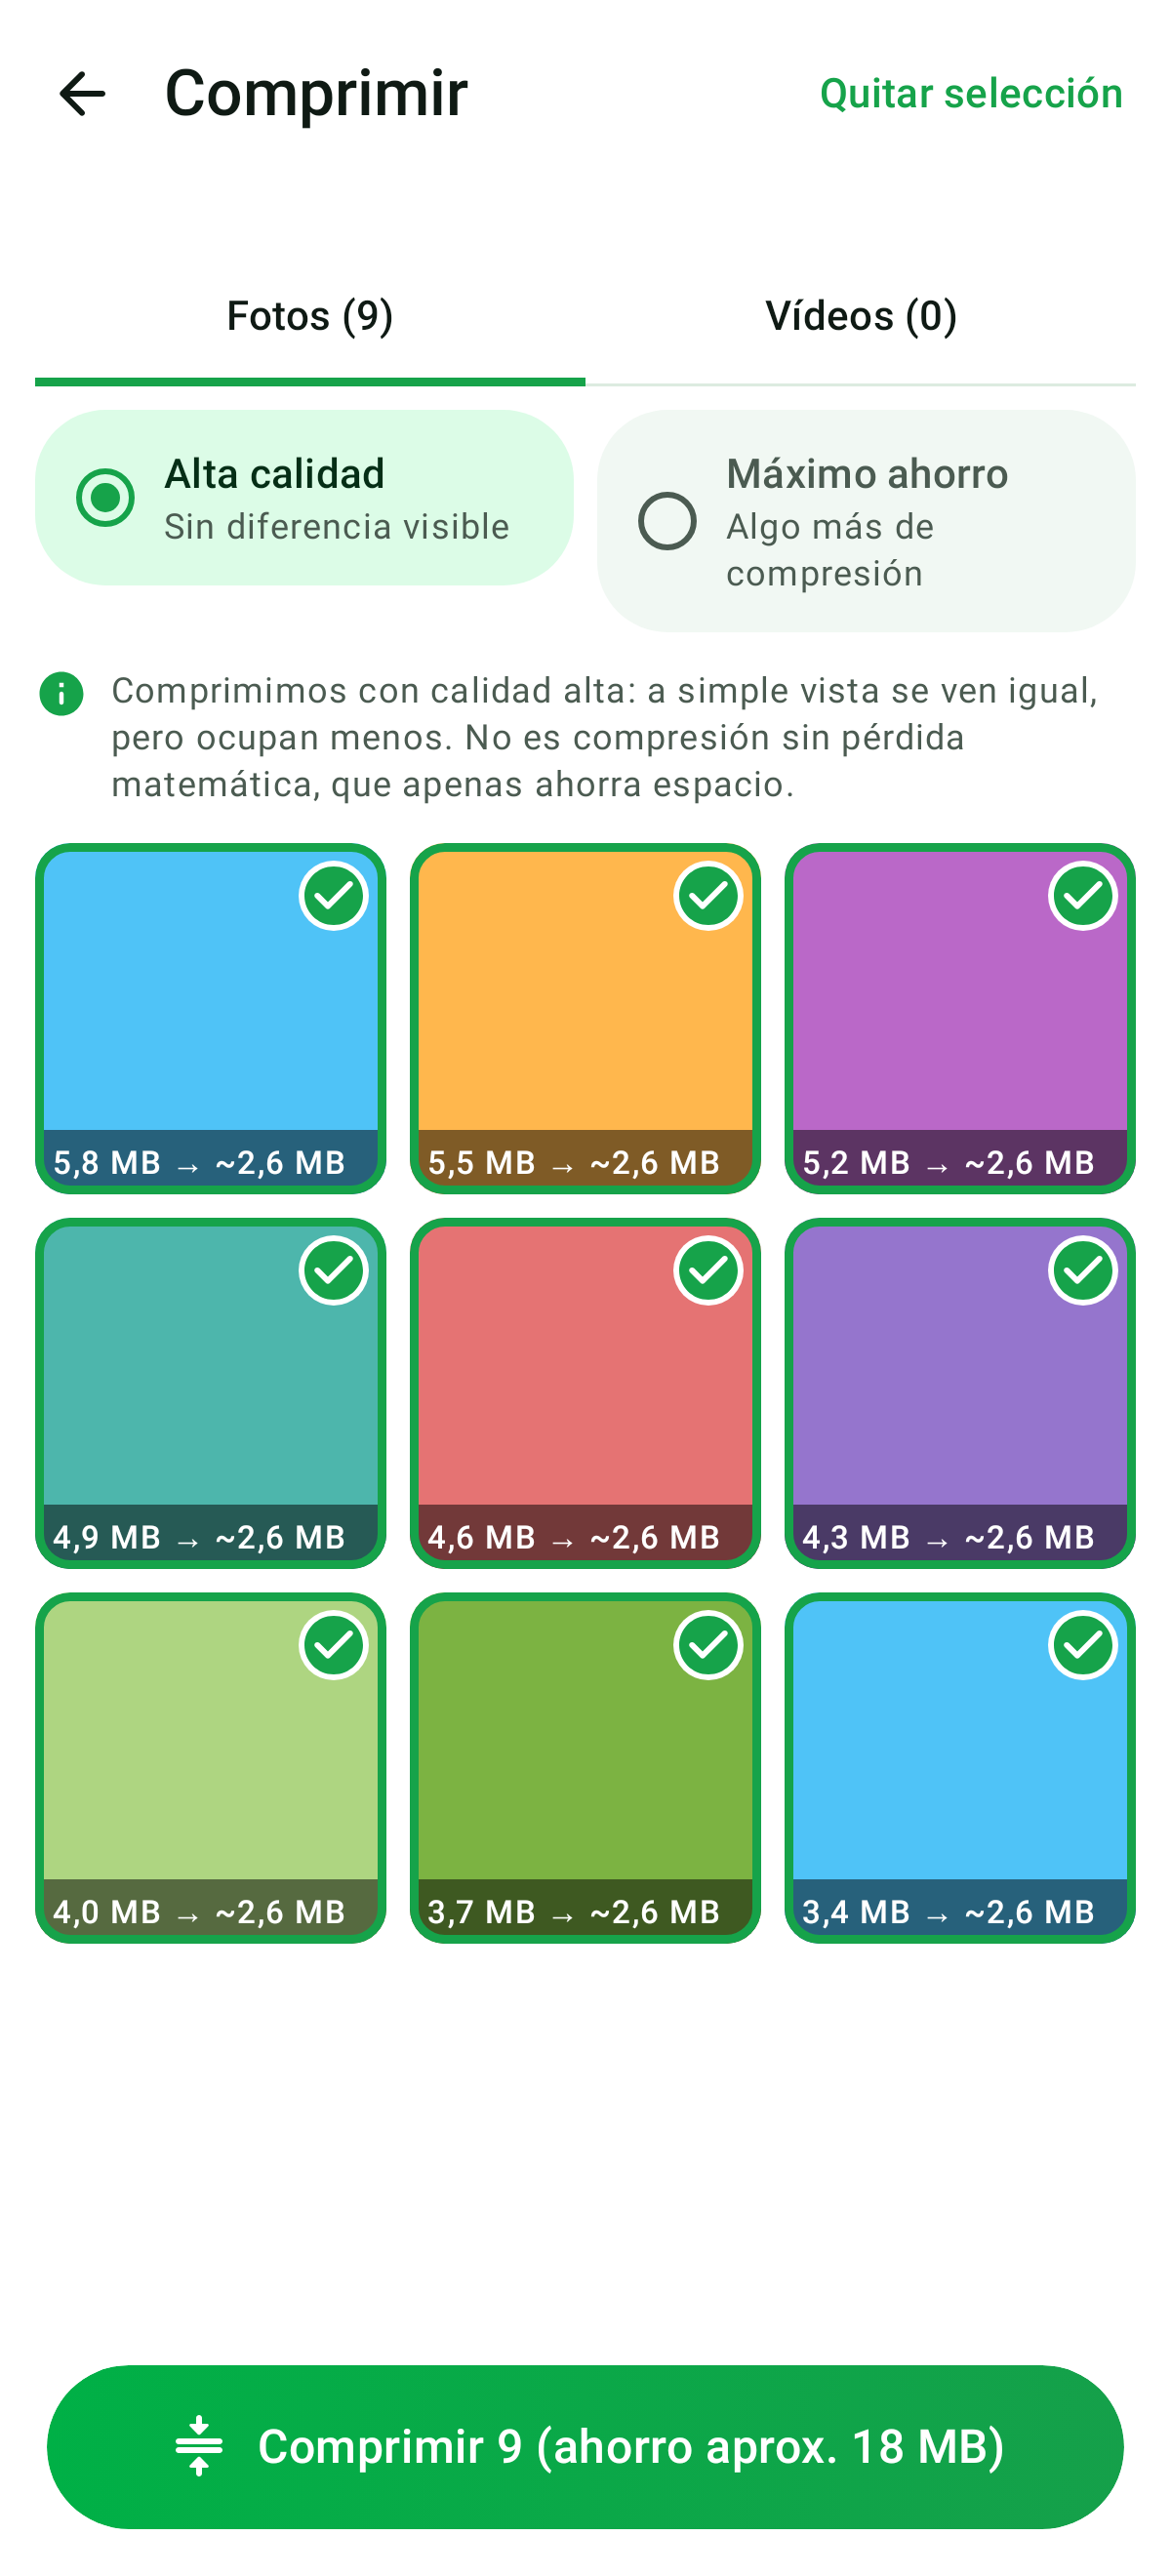 Comprimir
Quitar selección
Fotos (9)
Vídeos (0)
Alta calidad
Sin diferencia visible
Máximo ahorro
Algo más de
compresión
Comprimimos con calidad alta: a simple vista se ven igual,
pero ocupan menos. No es compresión sin pérdida
matemática, que apenas ahorra espacio.
5,8 MB → ~2,6 MB
5,5 MB → ~2,6 MB
5,2 MB → ~2,6 MB
4,9 MB → ~2,6 MB
4,6 MB → ~2,6 MB
4,3 MB → ~2,6 MB
4,0 MB → ~2,6 MB
3,7 MB → ~2,6 MB
3,4 MB → ~2,6 MB
Comprimir 9 (ahorro aprox. 18 MB)